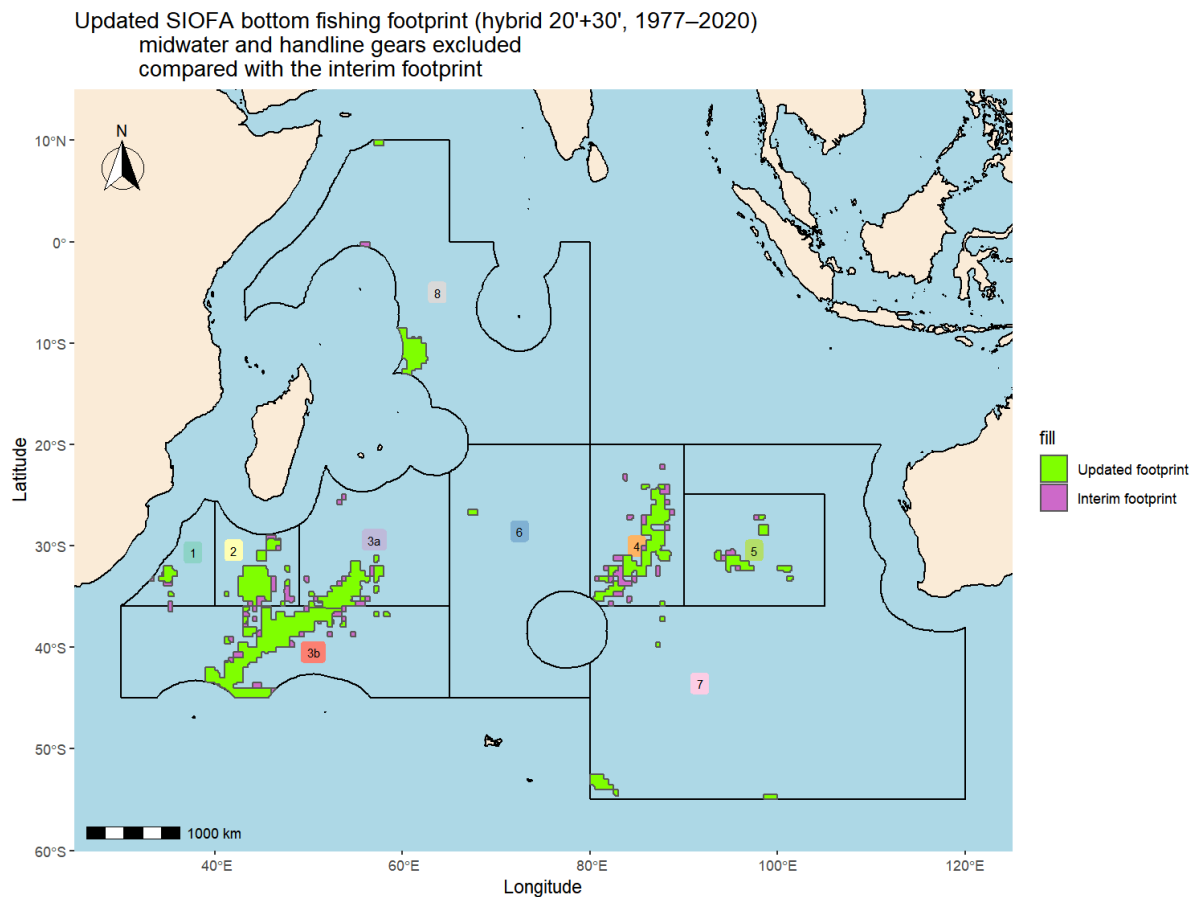 Updated SIOFA bottom fishing footprint (hybrid 20'+30', 1977–2020)
midwater and handline gears excluded
compared with the interim footprint
N
10°N
0°
10°S
20°S
30°S
40°S
50°S
60°S
Latitude
8
1
2
3a
6
4
5
3b
7
1000 km
40°E
60°E
80°E
100°E
120°E
Longitude
fill
Updated footprint
Interim footprint